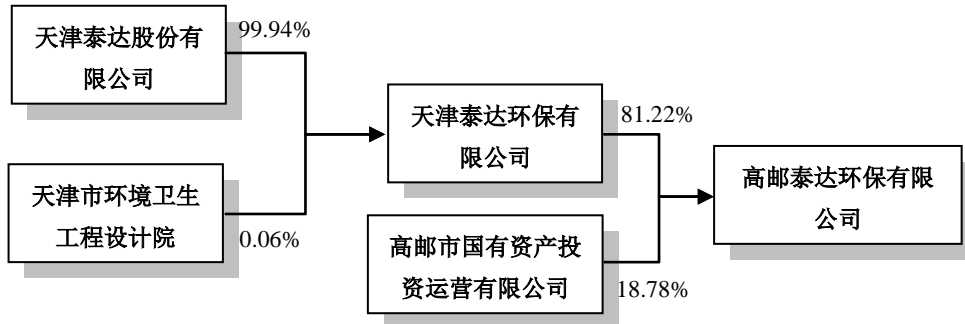 天津泰达股份有
限公司
99.94%
天津市环境卫生
工程设计院
0.06%
天津泰达环保有
限公司
81.22%
高邮市国有资产投
资运营有限公司
18.78%
高邮泰达环保有限
公司